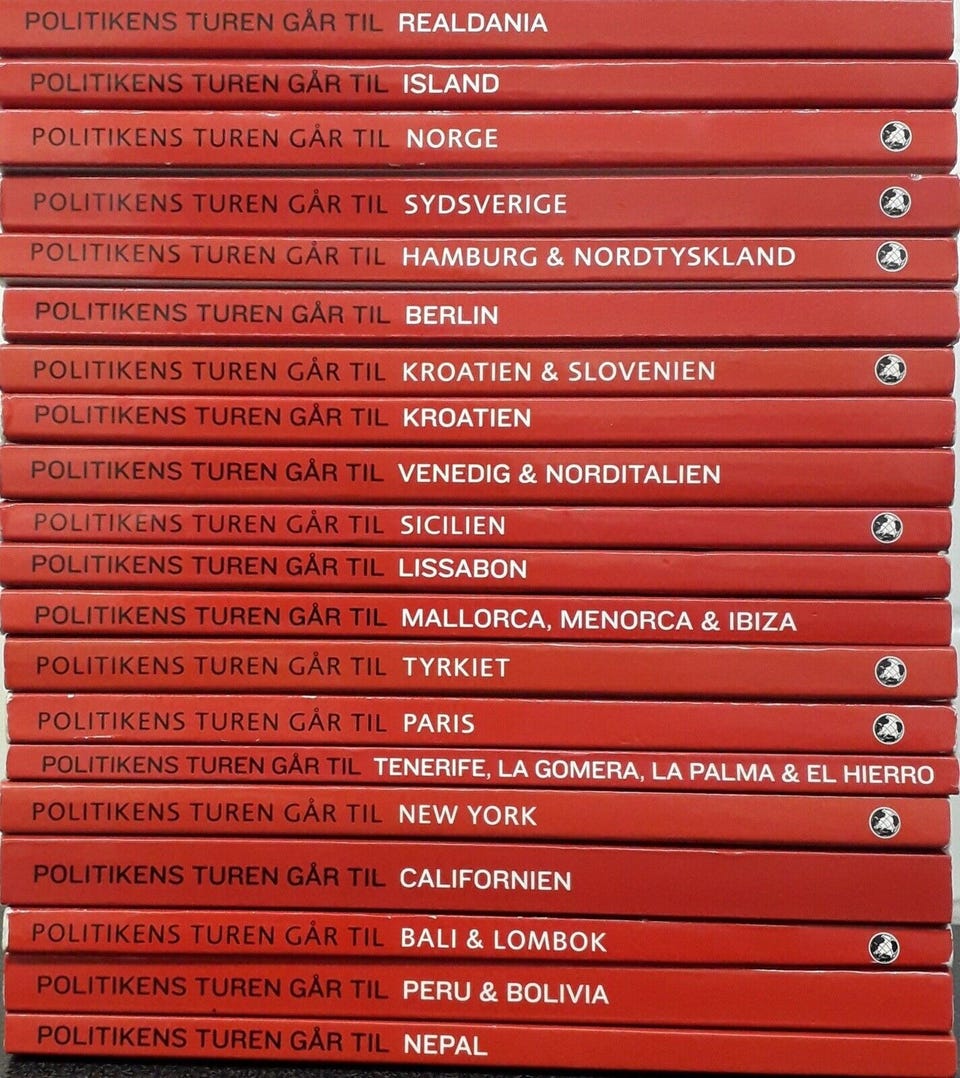 POLITIKENS TUREN GÅR TIL REALDANIA
POLITIKENS TUREN GÅR TIL ISLAND
POLITIKENS TUREN GÅR TIL NORGE
POLITIKENS TUREN GÅR TIL SYDSVERIGE
POLITIKENS TUREN GÅR TIL HAMBURG & NORDTYSKLAND
POLITIKENS TUREN GÅR TIL BERLIN
POLITIKENS TUREN GÅR TIL KROATIEN & SLOVENIEN
POLITIKENS TUREN GÅR TIL KROATIEN
POLITIKENS TUREN GÅR TIL VENEDIG & NORDITALIEN
POLITIKENS TUREN GÅR TIL SICILIEN
POLITIKENS TUREN GÅR TIL LISSABON
POLITIKENS TUREN GÅR TIL MALLORCA, MENORCA & IBIZA
POLITIKENS TUREN GÅR TIL TYRKIET
POLITIKENS TUREN GÅR TIL PARIS
POLITIKENS TUREN GÅR TIL TENERIFE, LA GOMERA, LA PALMA & EL HIERRO
POLITIKENS TUREN GÅR TIL NEW YORK
POLITIKENS TUREN GÅR TIL CALIFORNIEN
POLITIKENS TUREN GÅR TIL BALI & LOMBOK
POLITIKENS TUREN GÅR TIL PERU & BOLIVIA
POLITIKENS TUREN GÅR TIL NEPAL